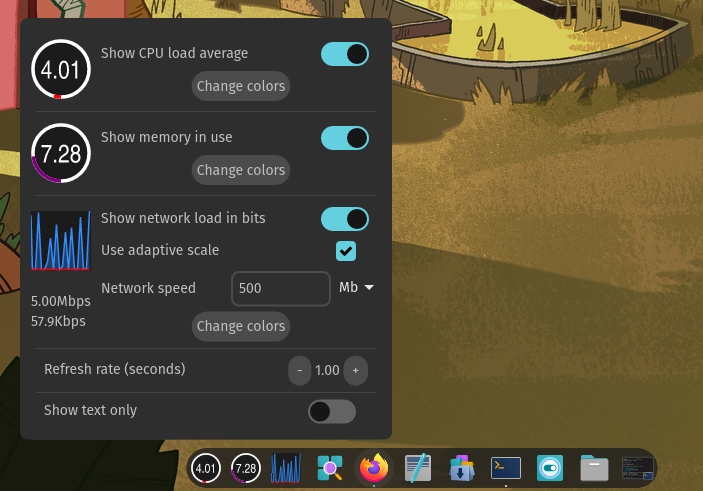 4.01
Show CPU load average
Change colors
7.28
Show memory in use
Change colors
Show network load in bits
Use adaptive scale
Network speed 500 Mb
5.00Mbps
57.9Kbps
Change colors
Refresh rate (seconds) - 1.00 +
Show text only
4.01 7.28